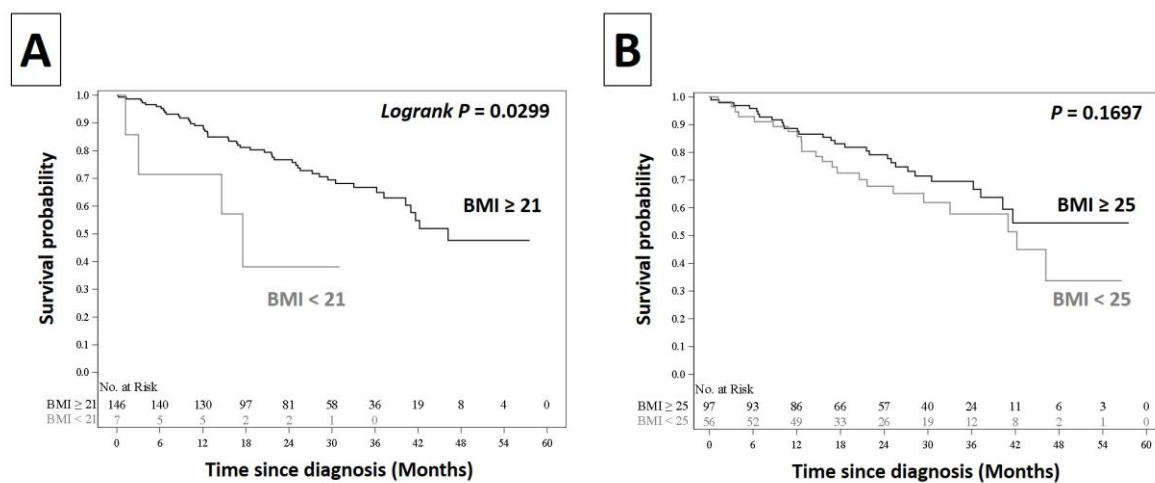 A
Logrank P = 0.0299
1.0
0.9
0.8
0.7
0.6
0.5
0.4
0.3
0.2
0.1
0.0
Survival probability
BMI ≥ 21
BMI < 21
No. at Risk
BMI ≥ 21 146 140 130 97 81 58 36 19 8 4 0
BMI < 21 7 5 5 2 2 1 0
0 6 12 18 24 30 36 42 48 54 60
Time since diagnosis (Months)
B
P = 0.1697
1.0
0.9
0.8
0.7
0.6
0.5
0.4
0.3
0.2
0.1
0.0
Survival probability
BMI ≥ 25
BMI < 25
No. at Risk
BMI ≥ 25 97 93 86 66 57 40 24 11 6 3 0
BMI < 25 56 52 49 33 26 19 12 8 2 1 0
0 6 12 18 24 30 36 42 48 54 60
Time since diagnosis (Months)